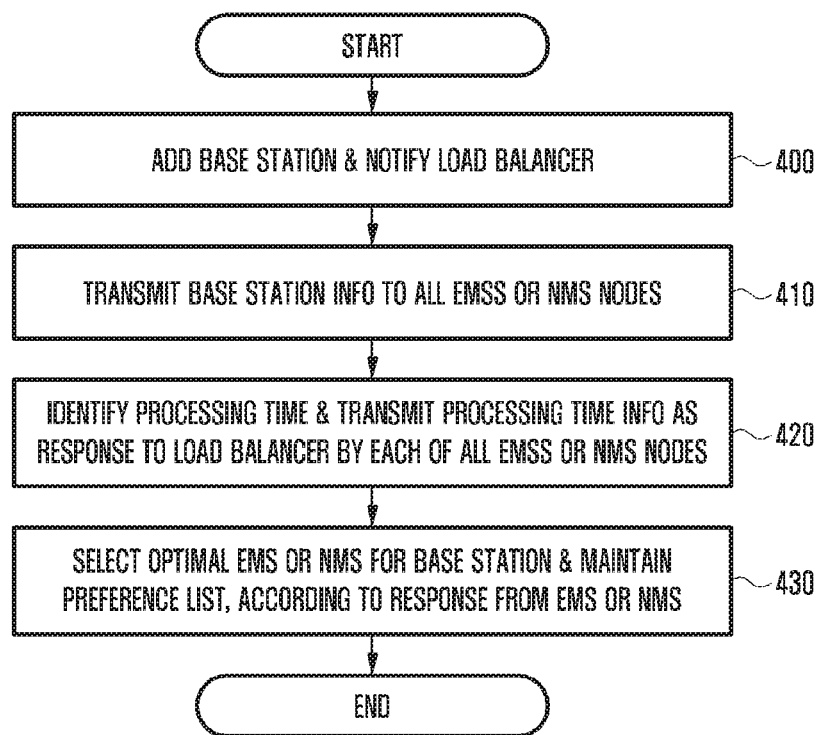 START
ADD BASE STATION & NOTIFY LOAD BALANCER
400
TRANSMIT BASE STATION INFO TO ALL EMSS OR NMS NODES
410
IDENTIFY PROCESSING TIME & TRANSMIT PROCESSING TIME INFO AS
RESPONSE TO LOAD BALANCER BY EACH OF ALL EMSS OR NMS NODES
420
SELECT OPTIMAL EMS OR NMS FOR BASE STATION & MAINTAIN
PREFERENCE LIST, ACCORDING TO RESPONSE FROM EMS OR NMS
430
END